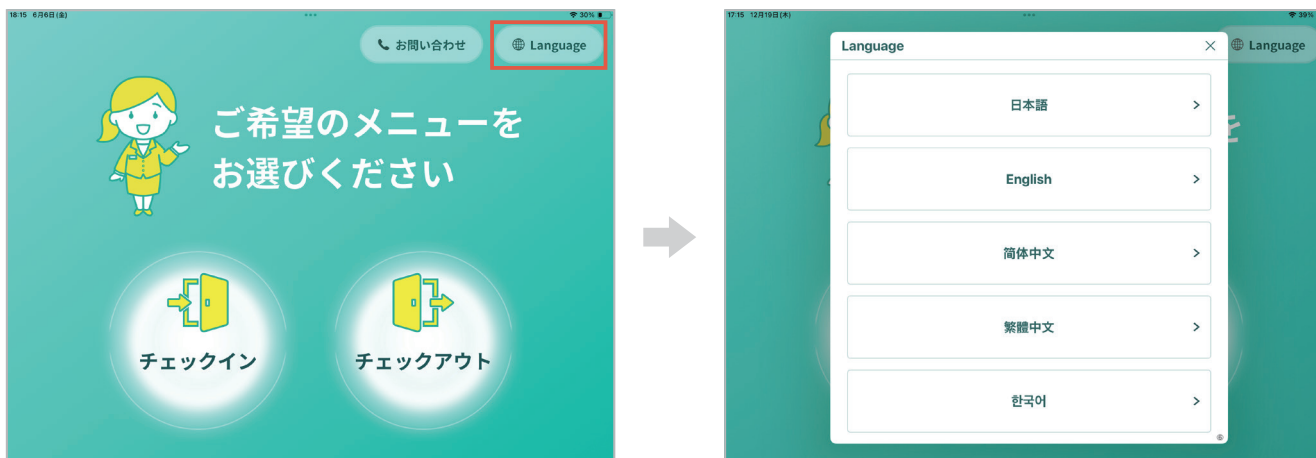 18:15 6月6日(金)
30%
お問い合わせ
Language
ご希望のメニューを
お選びください
チェックイン
チェックアウト
17:15 12月19日(木)
39%
Language
Language
を
日本語
English
简体中文
繁體中文
한국어